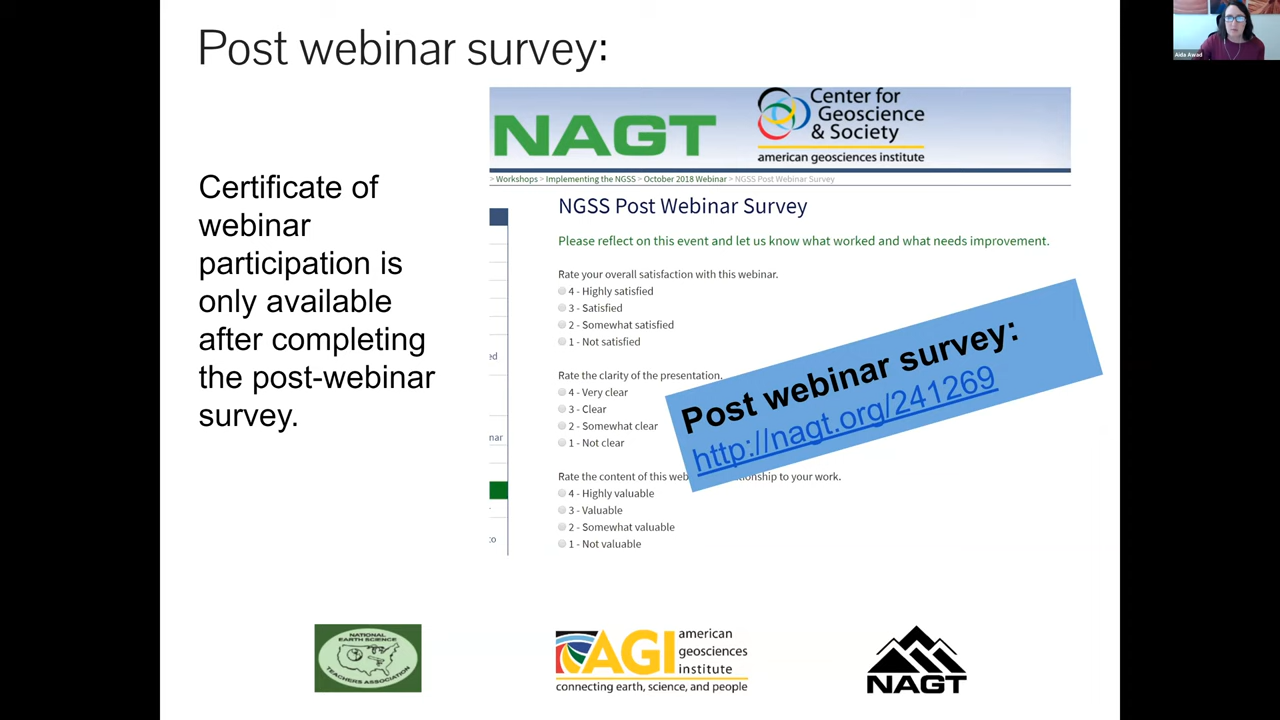 Post webinar survey:
Aida Awad
Certificate of
webinar
participation is
only available
after completing
the post-webinar
survey.
NAGT
Center for
Geoscience
& Society
american geosciences institute
> Workshops > Implementing the NGSS > October 2018 Webinar > NGSS Post Webinar Survey
NGSS Post Webinar Survey
Please reflect on this event and let us know what worked and what needs improvement.
Rate your overall satisfaction with this webinar.
4 - Highly satisfied
3 - Satisfied
2 - Somewhat satisfied
1 - Not satisfied
ed
Rate the clarity of the presentation.
4 - Very clear
3 - Clear
2 - Somewhat clear
1 - Not clear
nar
Rate the content of this web lationship to your work.
4 - Highly valuable
3 - Valuable
2 - Somewhat valuable
1 - Not valuable
to
Post webinar survey:
http://nagt.org/241269
NATIONAL
EARTH SCIENCE
TEACHERS ASSOCIATION
AGI
american
geosciences
institute
connecting earth, science, and people
NAGT